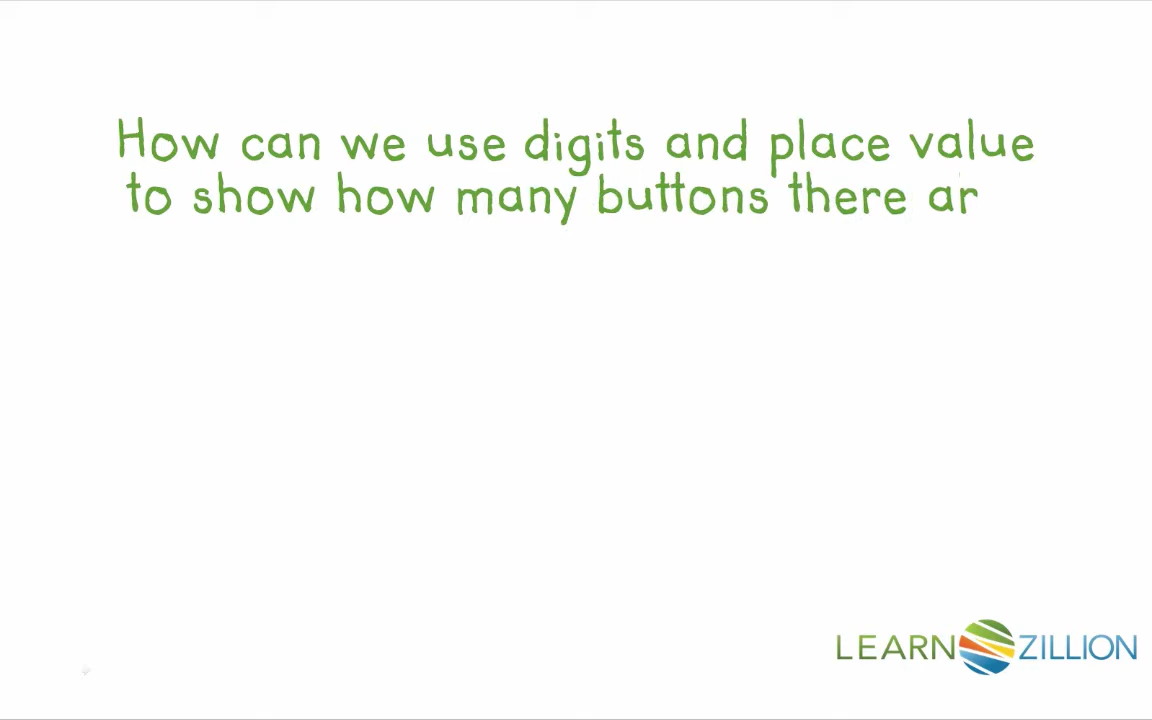 How can we use digits and place value
to show how many buttons there ar
LEARNZILLION